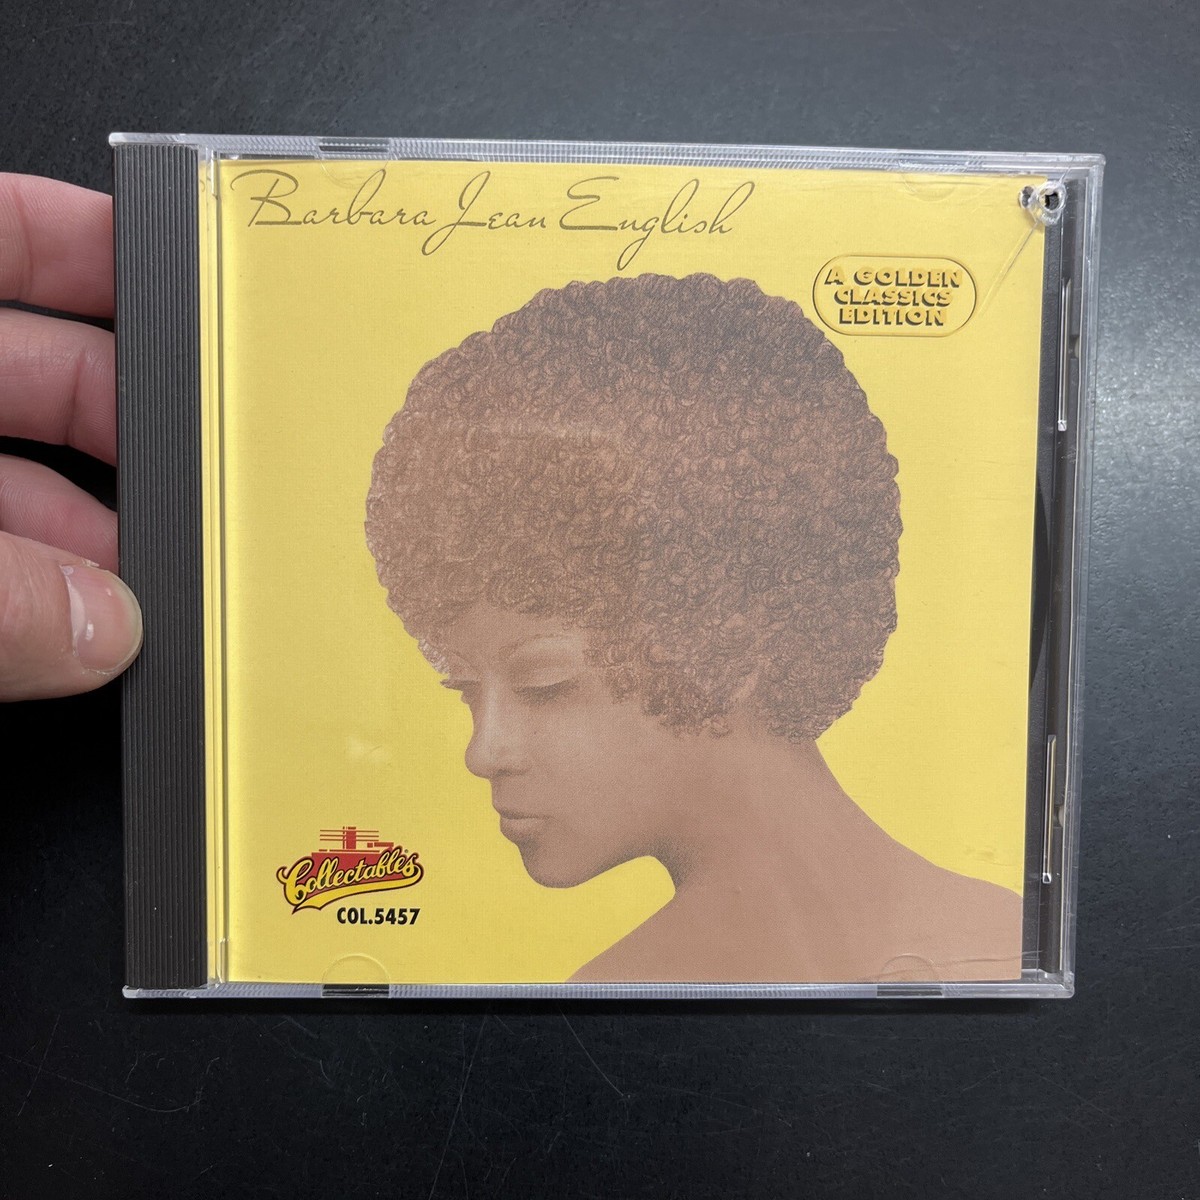 Barbara Jean English
A GOLDEN
CLASSICS
EDITION
Collectables
COL.5457